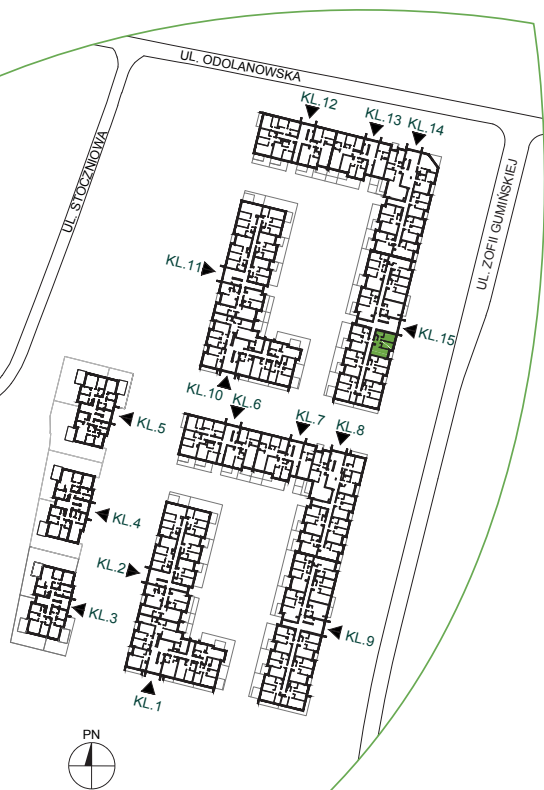 UL. ODOLANOWSKA
KL.12
KL.13
KL.14
UL. STOCZNIOWA
UL. ZOFII GUMIŃSKIEJ
KL.11
KL.15
KL.10
KL.6
KL.7
KL.8
KL.5
KL.4
KL.2
KL.3
KL.9
KL.1
PN